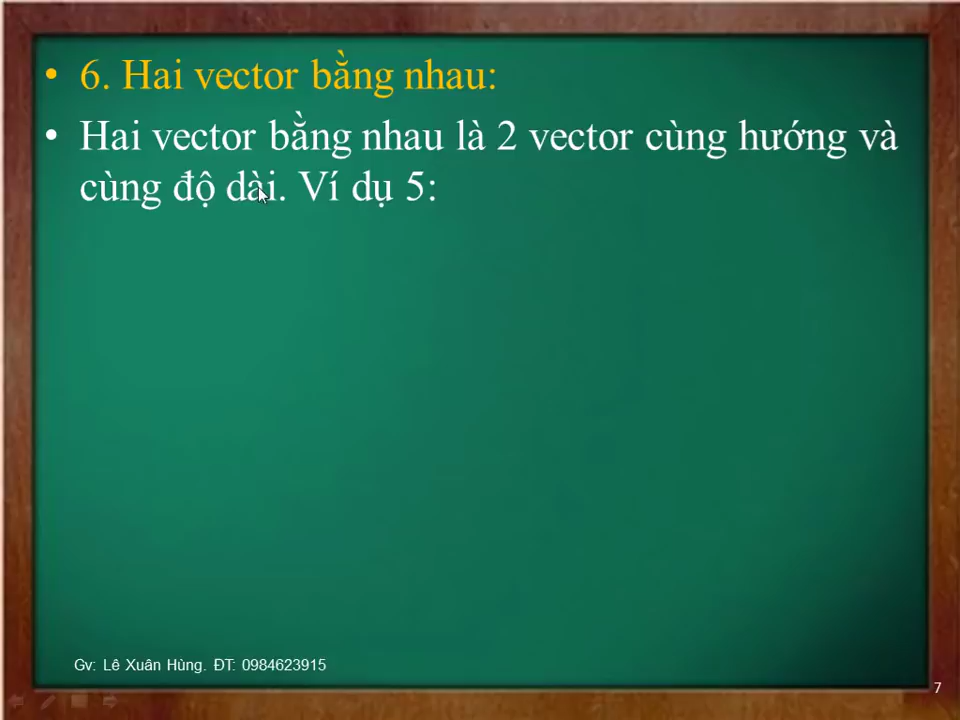 • 6. Hai vector bằng nhau:
• Hai vector bằng nhau là 2 vector cùng hướng và
cùng độ dài. Ví dụ 5:
Gv: Lê Xuân Hùng. ĐT: 0984623915
7